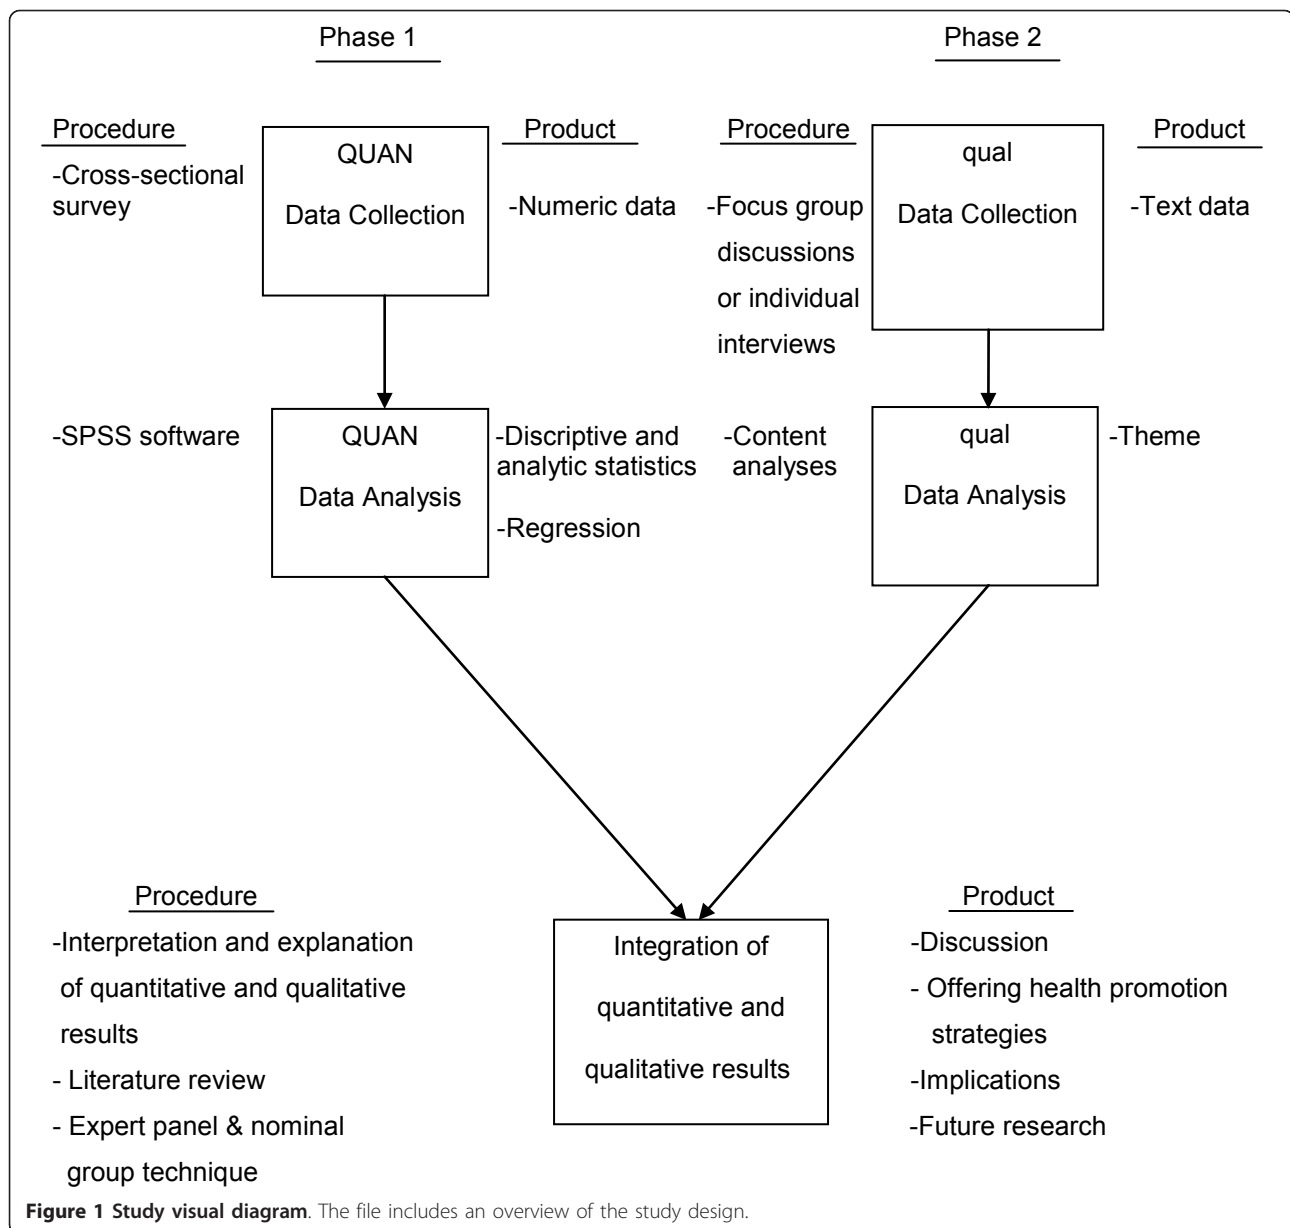 Phase 1
Phase 2
Procedure
-Cross-sectional
survey
QUAN
Data Collection
Product
-Numeric data
Procedure
-Focus group
discussions
or individual
interviews
qual
Data Collection
Product
-Text data
-SPSS software
QUAN
Data Analysis
-Discriptive and
analytic statistics
-Regression
-Content
analyses
qual
Data Analysis
-Theme
Procedure
-Interpretation and explanation
of quantitative and qualitative
results
- Literature review
- Expert panel & nominal
group technique
Integration of
quantitative and
qualitative results
Product
-Discussion
- Offering health promotion
strategies
-Implications
-Future research
Figure 1 Study visual diagram. The file includes an overview of the study design.